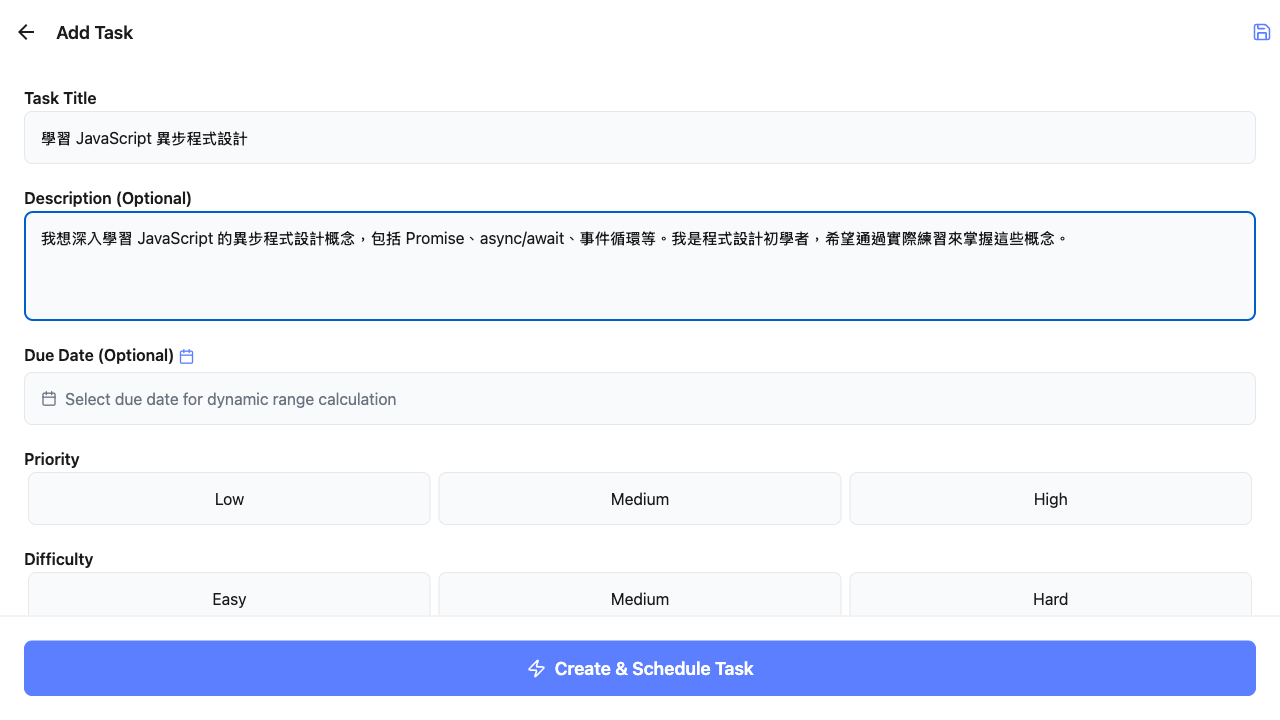 Add Task
Task Title
學習 JavaScript 異步程式設計
Description (Optional)
我想深入學習 JavaScript 的異步程式設計概念，包括 Promise、async/await、事件循環等。我是程式設計初學者，希望通過實際練習來掌握這些概念。
Due Date (Optional)
Select due date for dynamic range calculation
Priority
Low Medium High
Difficulty
Easy Medium Hard
Create & Schedule Task